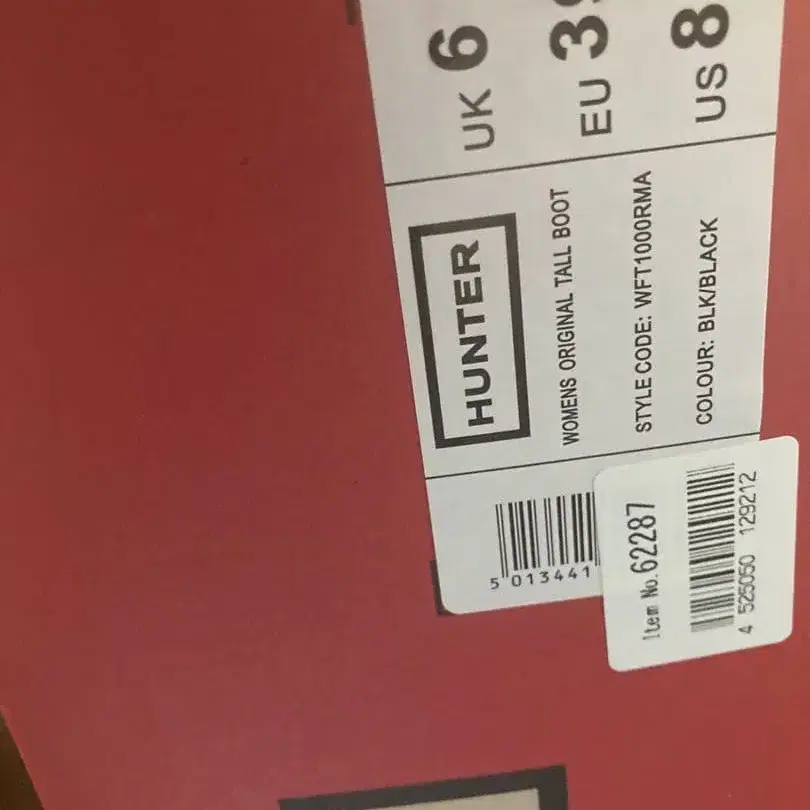 UK 6
EU 39
US 8
HUNTER
WOMENS ORIGINAL TALL BOOT
STYLE CODE: WFT1000RMA
COLOUR: BLK/BLACK
5 013441
Item No. 62287
4 525050 129212